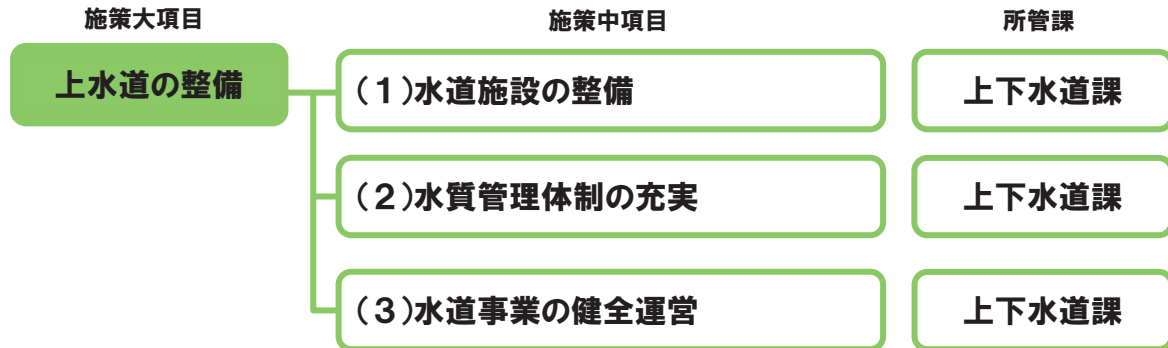 施策大項目 施策中項目 所管課
上水道の整備 (1)水道施設の整備 上下水道課
(2)水質管理体制の充実 上下水道課
(3)水道事業の健全運営 上下水道課